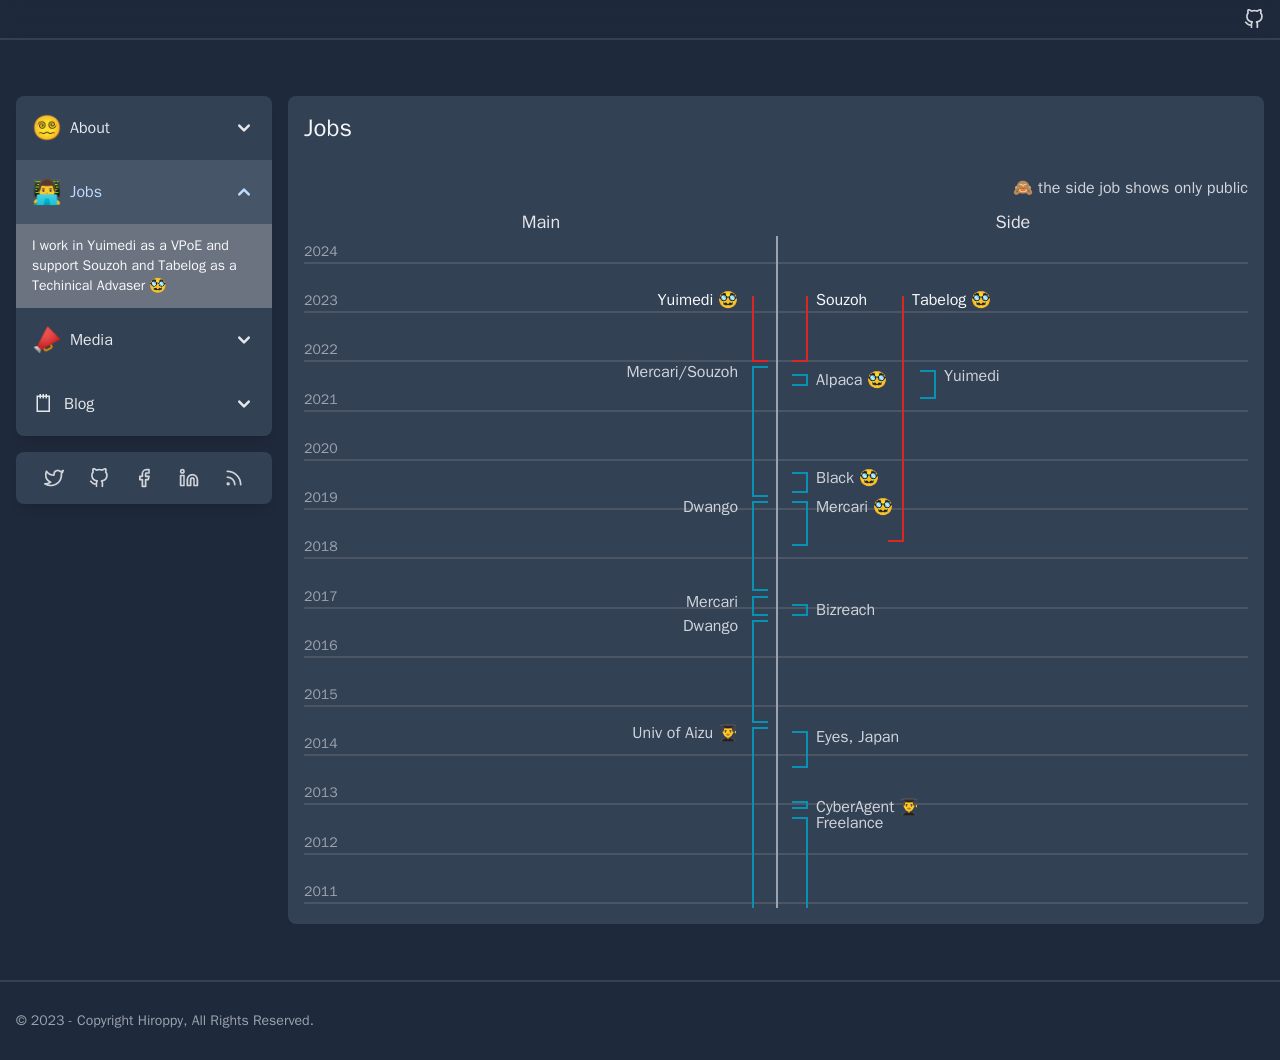 About
Jobs
I work in Yuimedi as a VPoE and
support Souzoh and Tabelog as a
Techinical Advaser 🥸
Media
Blog
Jobs
🙈 the side job shows only public
Main
Side
2024
2023
Yuimedi 🥸
Souzoh
Tabelog 🥸
2022
Mercari/Souzoh
Alpaca 🥸
Yuimedi
2021
2020
Black 🥸
2019
Dwango
Mercari 🥸
2018
2017
Mercari
Bizreach
Dwango
2016
2015
Univ of Aizu 👨‍🎓
Eyes, Japan
2014
2013
CyberAgent 👨‍🎓
Freelance
2012
2011
© 2023 - Copyright Hiroppy, All Rights Reserved.